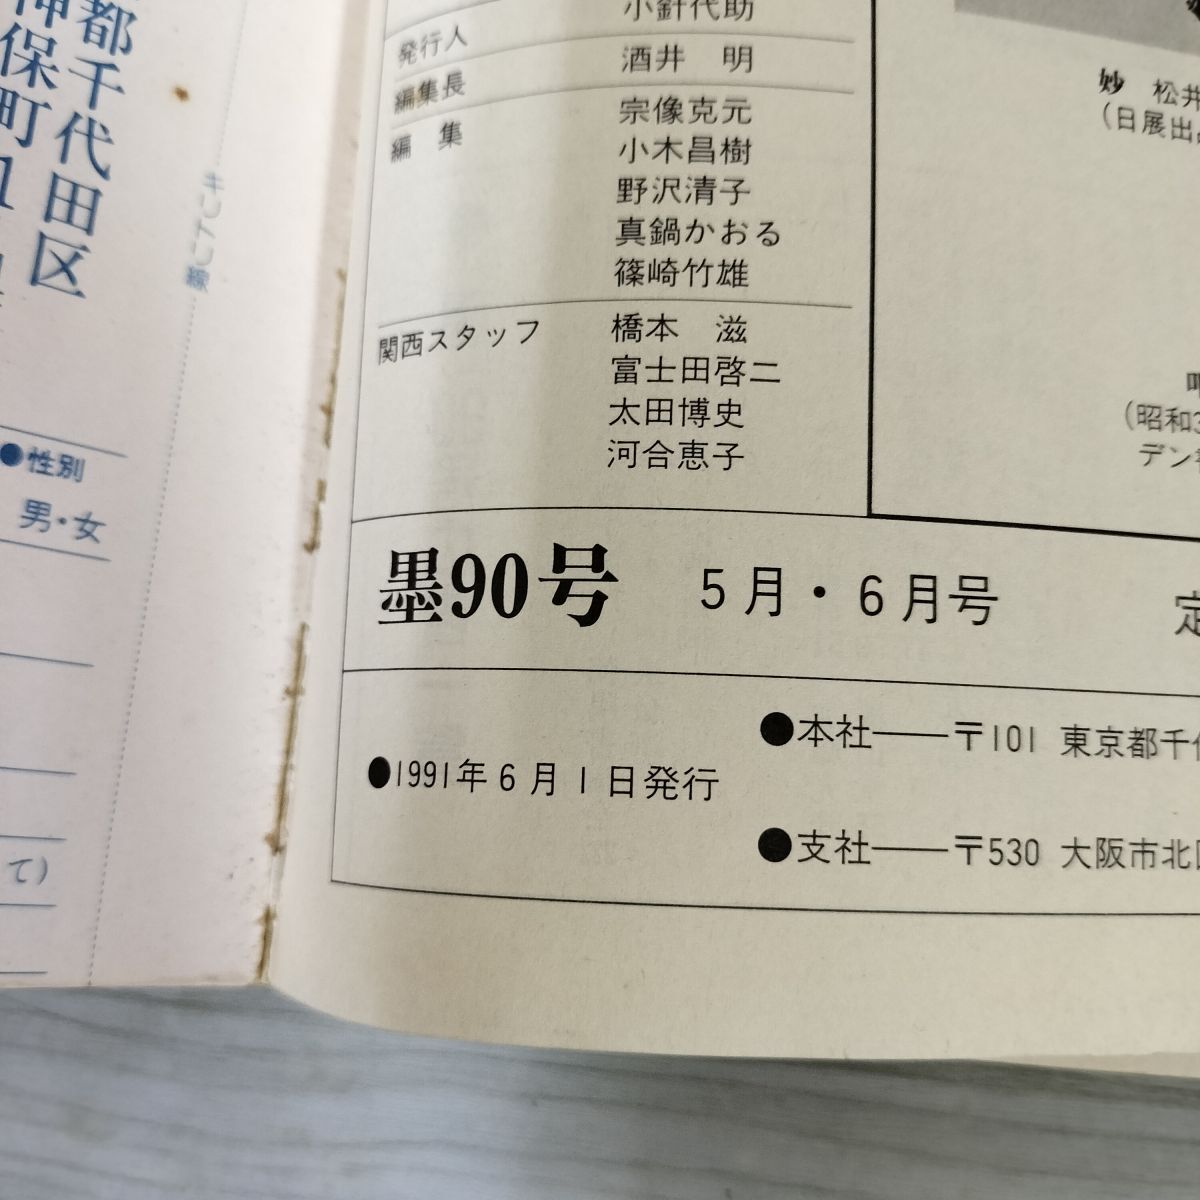 都千代田区
神保町1
キリトリ線
●性別
男・女
て)
小針代助
発行人
酒井 明
編集長
宗像克元
編 集
小木昌樹
野沢清子
真鍋かおる
篠崎竹雄
関西スタッフ
橋本 滋
富士田啓二
太田博史
河合恵子
妙 松井
(日展出
(昭和3
デン
墨90号 5月・6月号 定
●1991年6月1日発行
●本社――〒101 東京都千代
●支社――〒530 大阪市北区